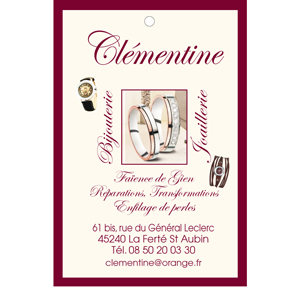 Clémentine
Bijouterie
Joaillerie
Faïence de Gien
Réparations, Transformations
Enfilage de perles
61 bis, rue du Général Leclerc
45240 La Ferté St Aubin
Tél. 08 50 20 03 30
clementine@orange.fr